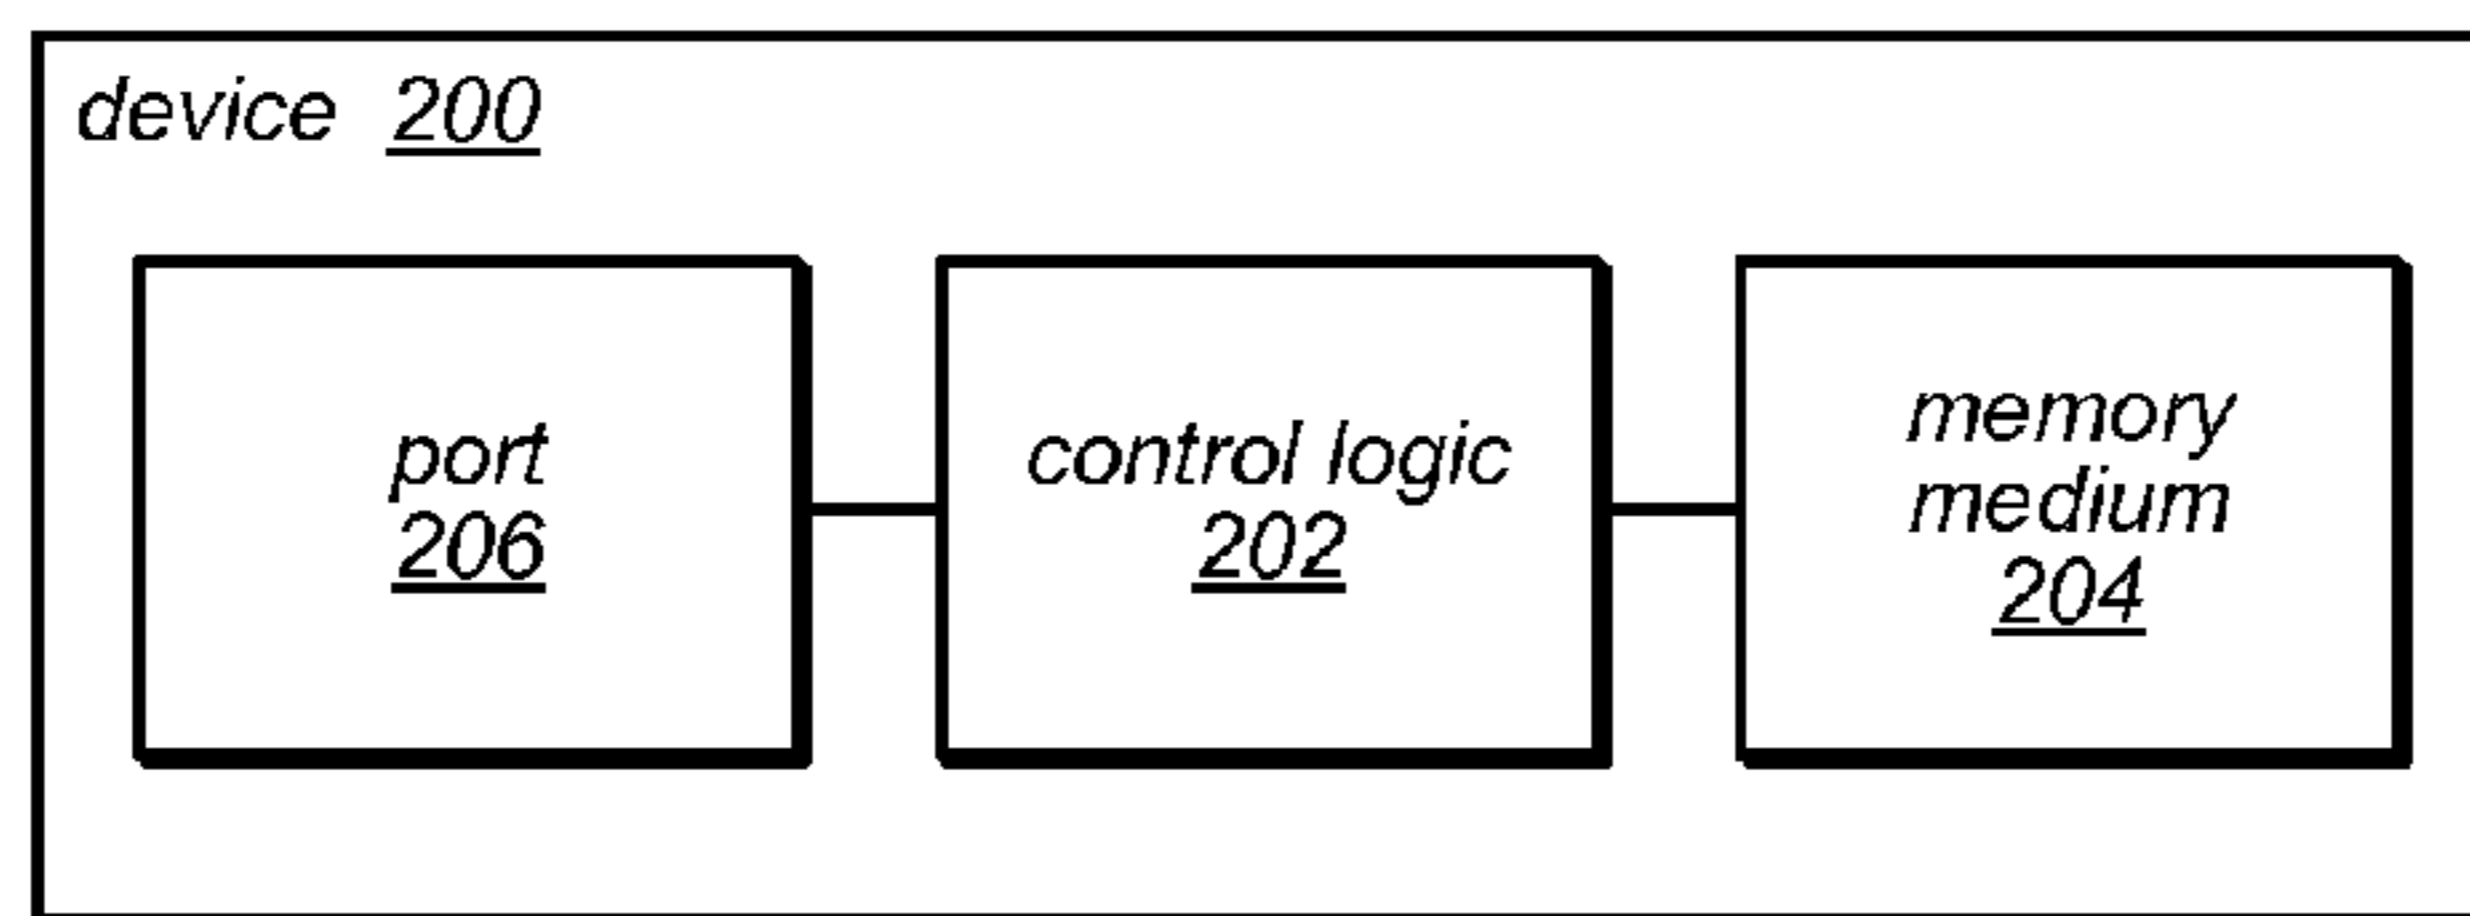 device 200
port
206
control logic
202
memory
medium
204